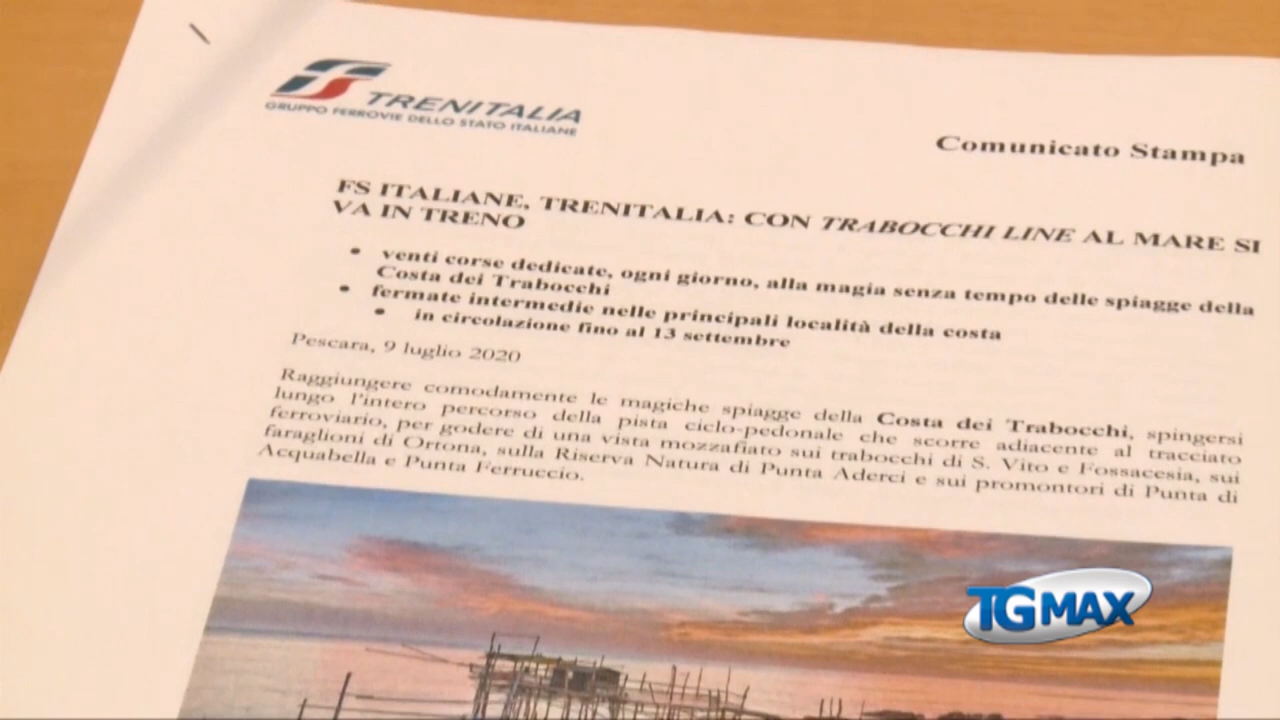 TRENITALIA
GRUPPO FERROVIE DELLO STATO ITALIANE
Comunicato Stampa
FS ITALIANE, TRENITALIA: CON TRABOCCHI LINE AL MARE SI
VA IN TRENO
• venti corse dedicate, ogni giorno, alla magia senza tempo delle spiagge della
Costa dei Trabocchi
• fermate intermedie nelle principali località della costa
• in circolazione fino al 13 settembre
Pescara, 9 luglio 2020
Raggiungere comodamente le magiche spiagge della Costa dei Trabocchi, spingersi
lungo l'intero percorso della pista ciclo-pedonale che scorre adiacente al tracciato
ferroviario, per godere di una vista mozzafiato sui trabocchi di S. Vito e Fossacesia, sui
faraglioni di Ortona, sulla Riserva Natura di Punta Aderci e sui promontori di Punta di
Acquabella e Punta Ferruccio.
TGMAX